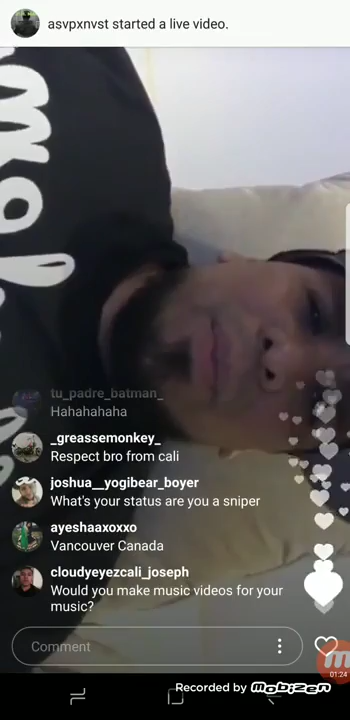 asvpxnvst started a live video.
tu_padre_batman_
Hahahahaha
_greassemonkey_
Respect bro from cali
joshua__yogibear_boyer
What's your status are you a sniper
ayeshaaxoxxo
Vancouver Canada
cloudyeyezcali_joseph
Would you make music videos for your
music?
Comment
01:24
Recorded by Mobizen